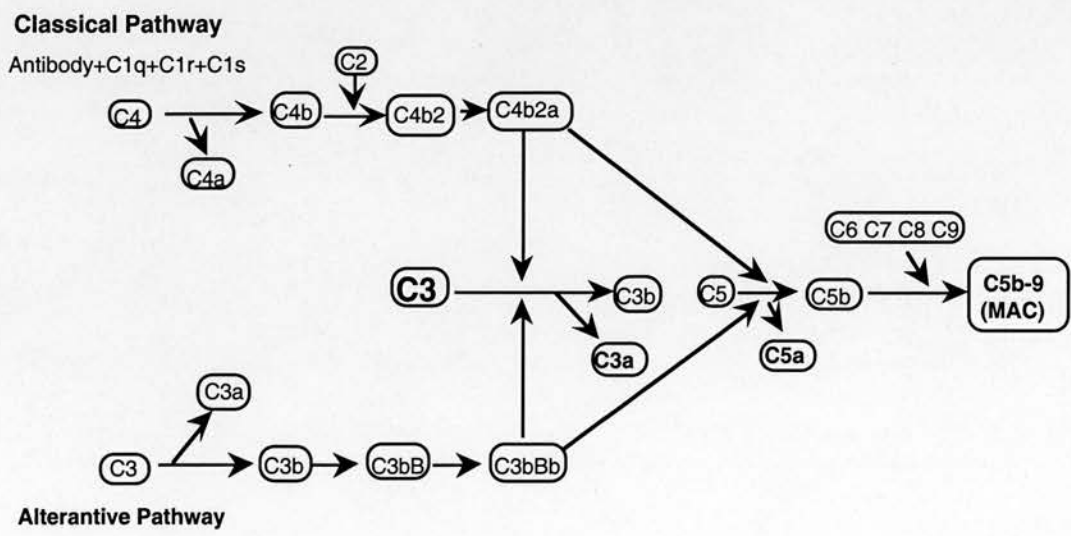 Classical Pathway
Antibody+C1q+C1r+C1s
C2
C4
C4b
C4b2
C4b2a
C4a
C6 C7 C8 C9
C3
C3b
C5
C5b
C5b-9
(MAC)
C3a
C5a
C3a
C3
C3b
C3bB
C3bBb
Alterantive Pathway